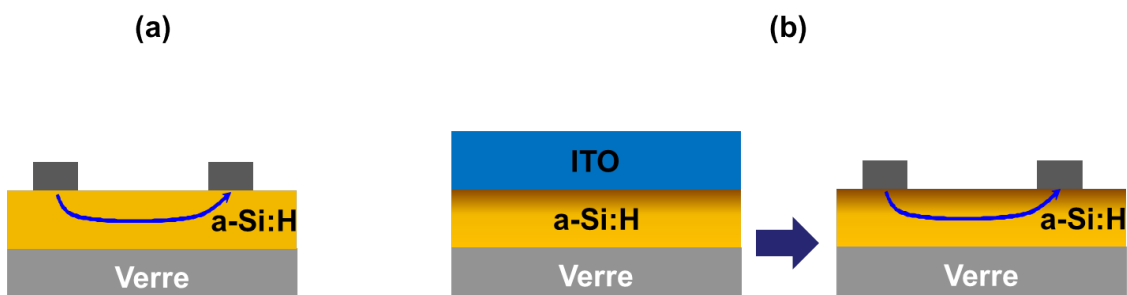 (a)
(b)
a-Si:H
Verre
ITO
a-Si:H
Verre
a-Si:H
Verre